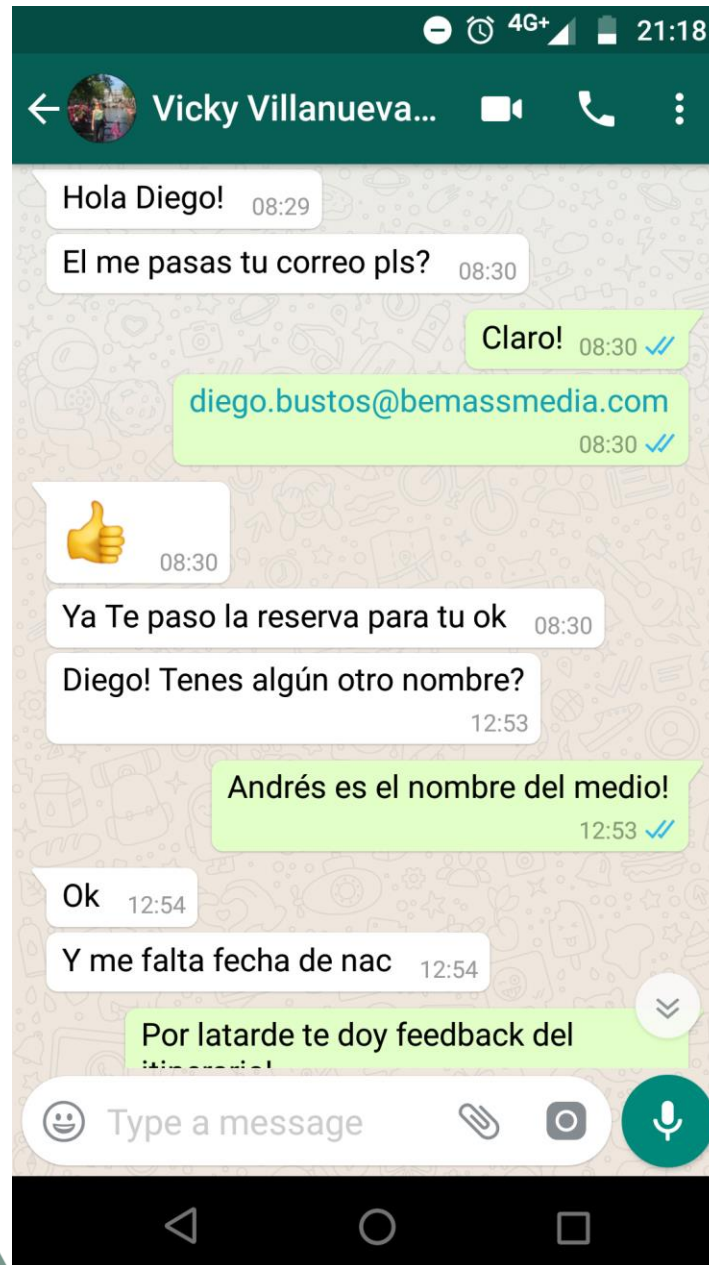 4G+ 21:18
Vicky Villanueva...
Hola Diego! 08:29
El me pasas tu correo pls? 08:30
Claro! 08:30
diego.bustos@bemassmedia.com
08:30
08:30
Ya Te paso la reserva para tu ok 08:30
Diego! Tenes algún otro nombre?
12:53
Andrés es el nombre del medio!
12:53
Ok 12:54
Y me falta fecha de nac 12:54
Por latarde te doy feedback del
Type a message